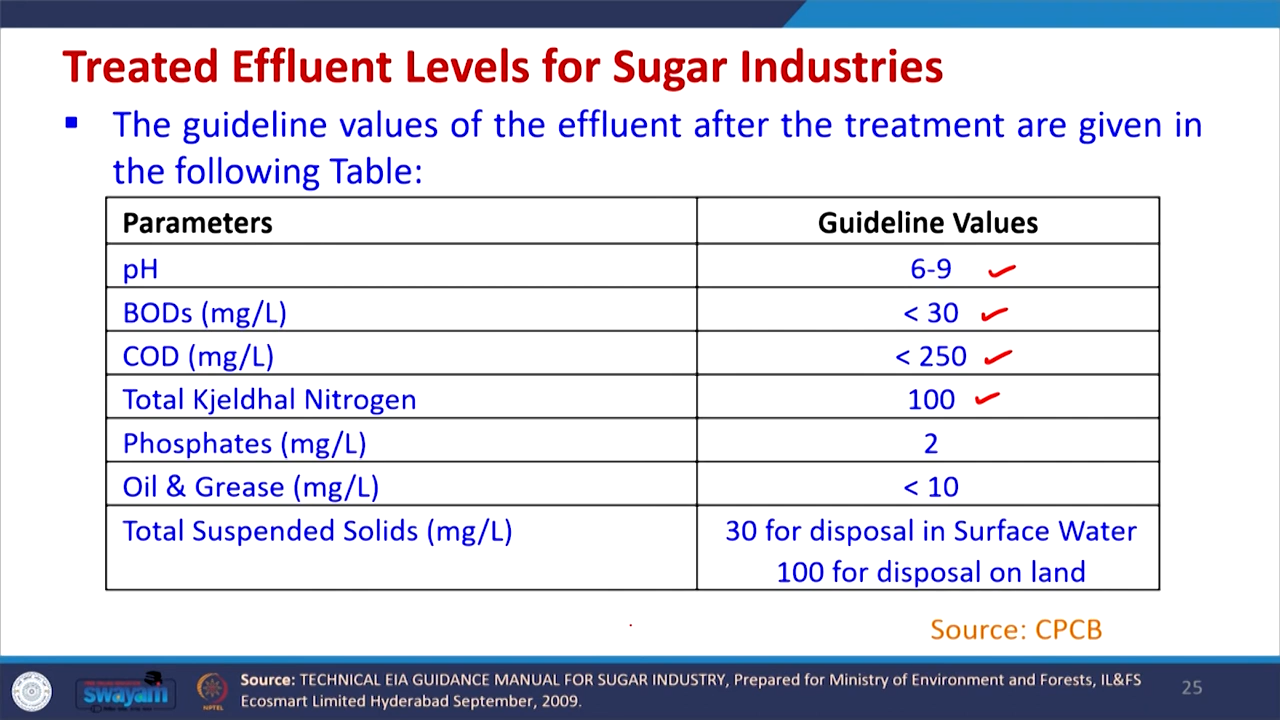 Treated Effluent Levels for Sugar Industries
▪ The guideline values of the effluent after the treatment are given in
the following Table:
Parameters Guideline Values
pH 6-9
BODs (mg/L) < 30
COD (mg/L) < 250
Total Kjeldhal Nitrogen 100
Phosphates (mg/L) 2
Oil & Grease (mg/L) < 10
Total Suspended Solids (mg/L) 30 for disposal in Surface Water
100 for disposal on land
Source: CPCB
Source: TECHNICAL EIA GUIDANCE MANUAL FOR SUGAR INDUSTRY, Prepared for Ministry of Environment and Forests, IL&FS
Ecosmart Limited Hyderabad September, 2009.
swayam
NPTEL
25